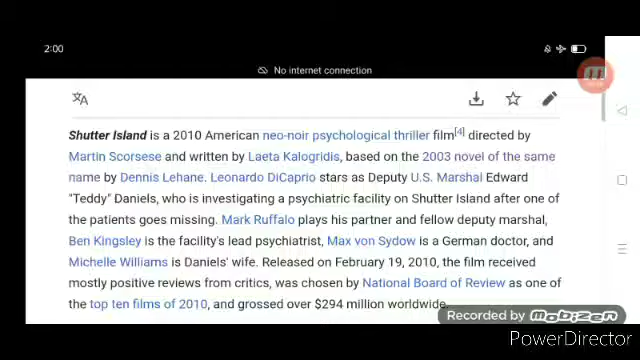 2:00
No internet connection
Shutter Island is a 2010 American neo-noir psychological thriller film[4] directed by
Martin Scorsese and written by Laeta Kalogridis, based on the 2003 novel of the same
name by Dennis Lehane. Leonardo DiCaprio stars as Deputy U.S. Marshal Edward
"Teddy" Daniels, who is investigating a psychiatric facility on Shutter Island after one of
the patients goes missing. Mark Ruffalo plays his partner and fellow deputy marshal,
Ben Kingsley is the facility's lead psychiatrist, Max von Sydow is a German doctor, and
Michelle Williams is Daniels' wife. Released on February 19, 2010, the film received
mostly positive reviews from critics, was chosen by National Board of Review as one of
the top ten films of 2010, and grossed over $294 million worldwide.
Recorded by Mobizen
PowerDirector